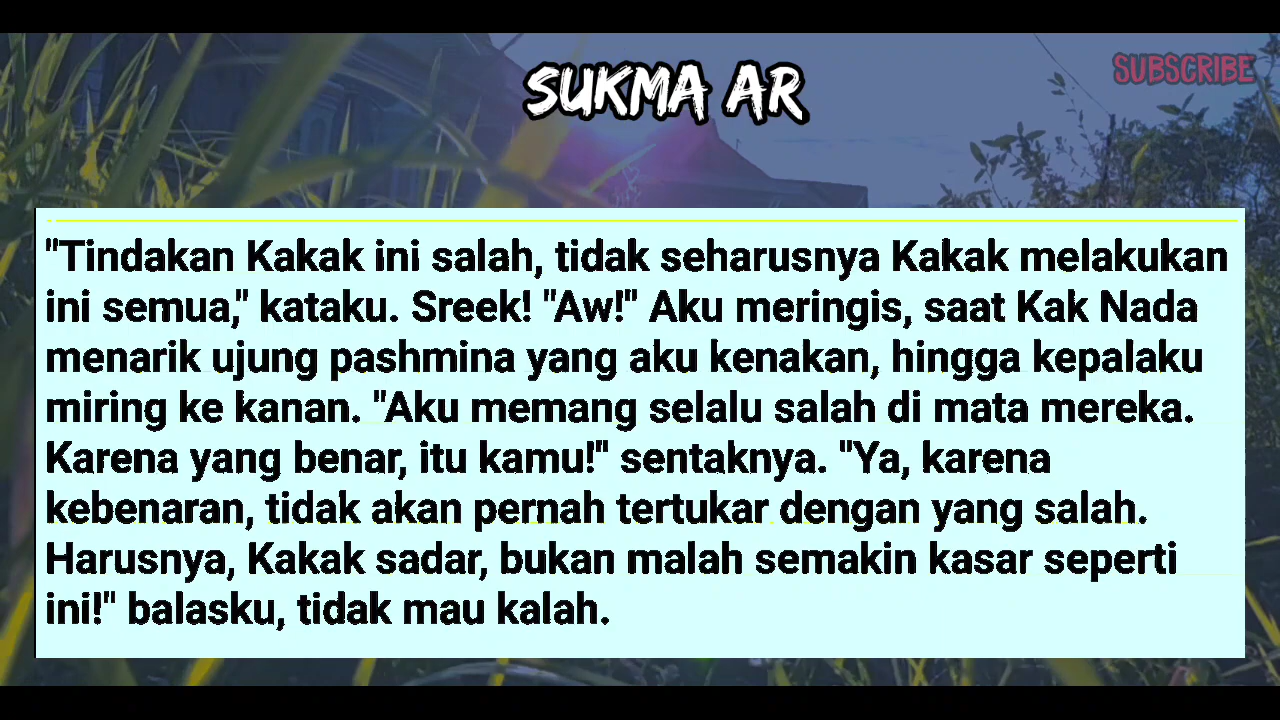 SUKMA AR
SUBSCRIBE
"Tindakan Kakak ini salah, tidak seharusnya Kakak melakukan
ini semua," kataku. Sreek! "Aw!" Aku meringis, saat Kak Nada
menarik ujung pashmina yang aku kenakan, hingga kepalaku
miring ke kanan. "Aku memang selalu salah di mata mereka.
Karena yang benar, itu kamu!" sentaknya. "Ya, karena
kebenaran, tidak akan pernah tertukar dengan yang salah.
Harusnya, Kakak sadar, bukan malah semakin kasar seperti
ini!" balasku, tidak mau kalah.